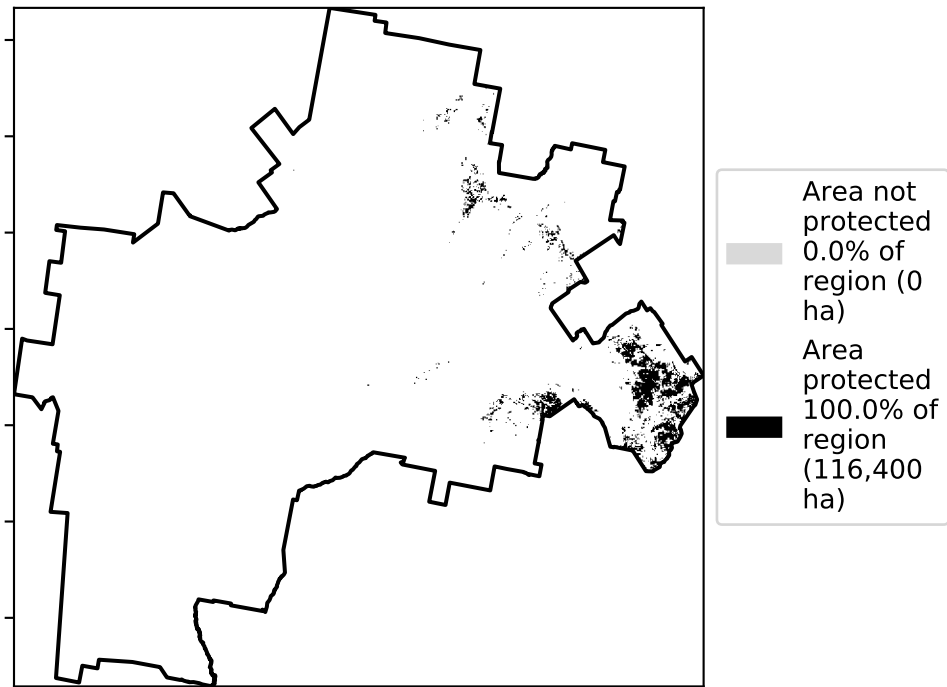 Area not
protected
0.0% of
region (0
ha)
Area
protected
100.0% of
region
(116,400
ha)